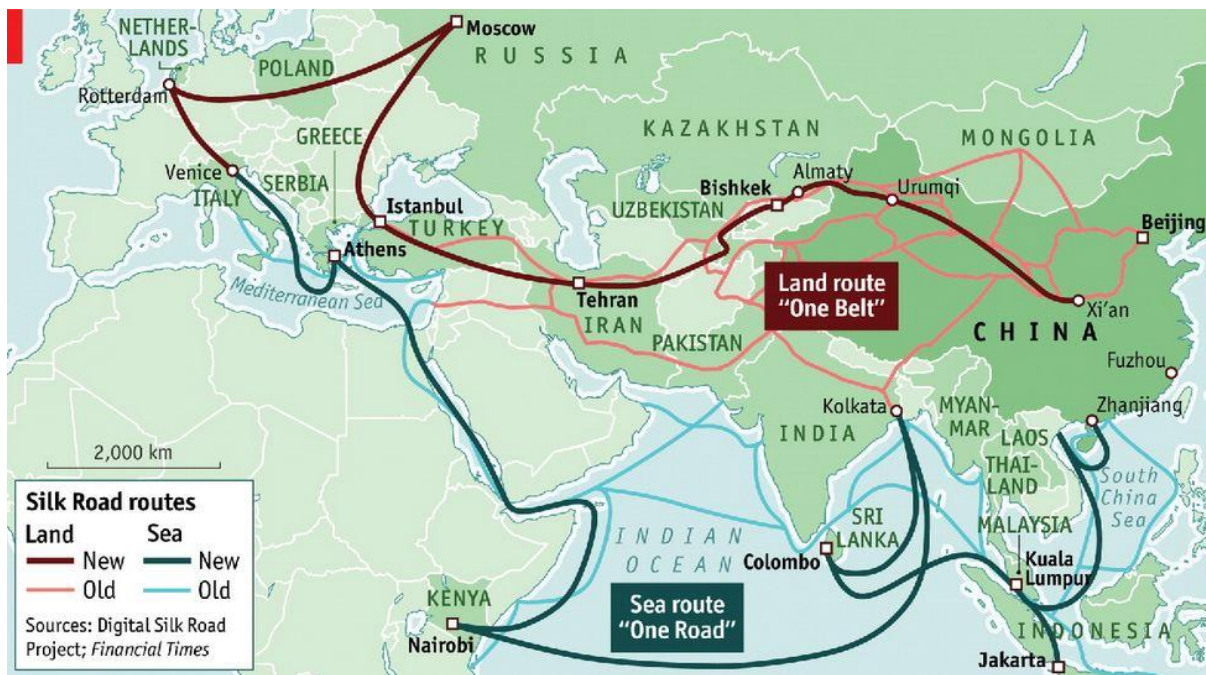 NETHER-
LANDS
Moscow
RUSSIA
POLAND
Rotterdam
KAZAKHSTAN
MONGOLIA
GREECE
Venice
ITALY
SERBIA
Almaty
Bishkek
Urumqi
UZBEKISTAN
Istanbul
TURKEY
Beijing
Athens
Mediterranean Sea
Tehran
IRAN
Land route
“One Belt”
Xi’an
CHINA
PAKISTAN
Fuzhou
Kolkata
INDIA
MYAN-
MAR
Zhanjiang
LAOS
THAI-
LAND
South
China
Sea
2,000 km
Silk Road routes
Land Sea
New New
Old Old
Sources: Digital Silk Road
Project; Financial Times
INDIAN
OCEAN
SRI
LANKA
Colombo
MALAYSIA
Kuala
Lumpur
KENYA
Nairobi
Sea route
“One Road”
INDONESIA
Jakarta